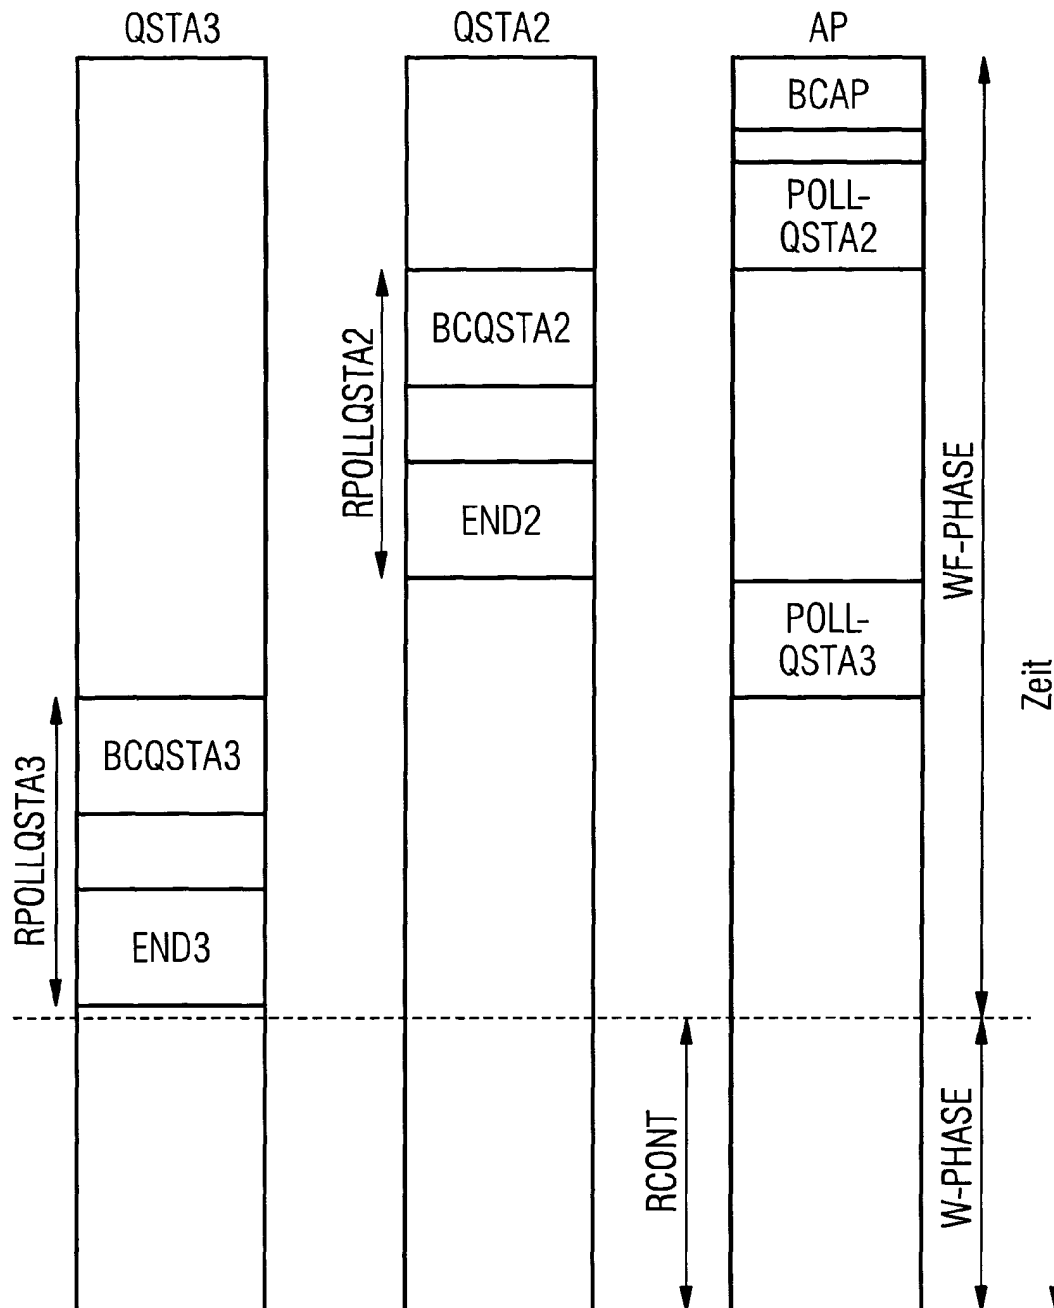 QSTA3
QSTA2
AP
BCAP
POLL-
QSTA2
BCQSTA2
RPOLLQSTA2
END2
WF-PHASE
POLL-
QSTA3
Zeit
BCQSTA3
RPOLLQSTA3
END3
RCONT
W-PHASE